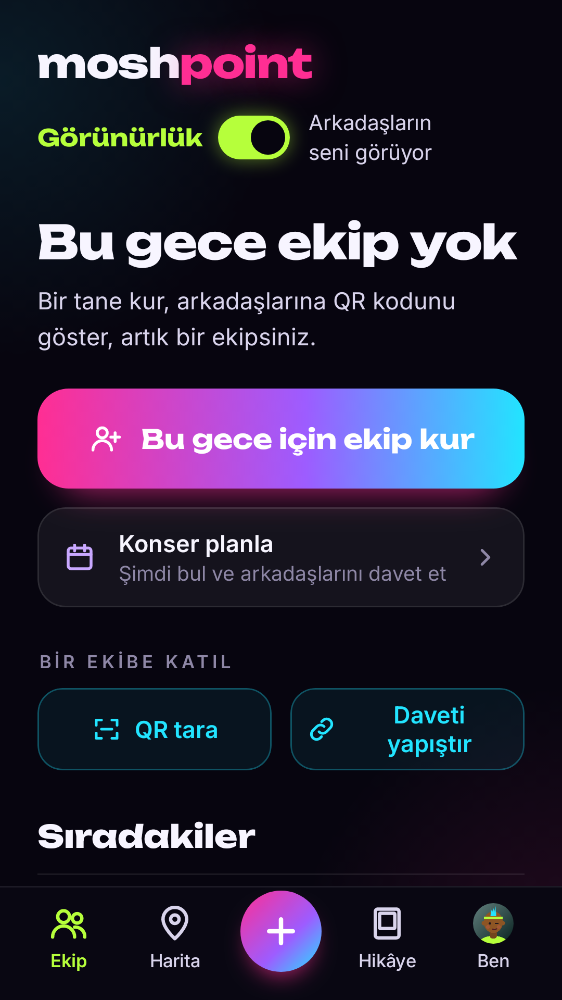 moshpoint
Görünürlük
Arkadaşların
seni görüyor
Bu gece ekip yok
Bir tane kur, arkadaşlarına QR kodunu
göster, artık bir ekipsiniz.
Bu gece için ekip kur
Konser planla
Şimdi bul ve arkadaşlarını davet et
BİR EKİBE KATIL
QR tara
Daveti
yapıştır
Sıradakiler
Ekip
Harita
Hikâye
Ben